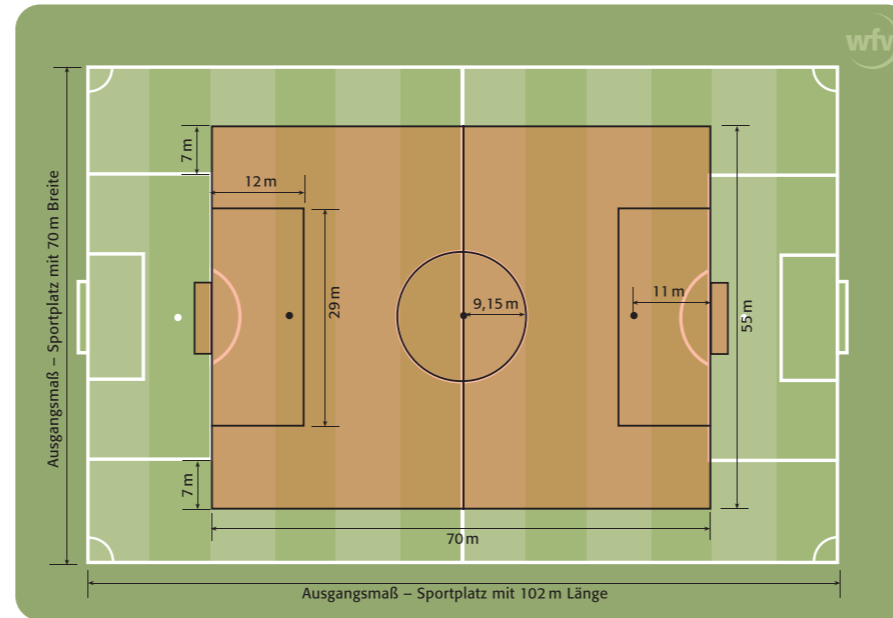 wfv
7 m
12 m
Ausgangsmaß – Sportplatz mit 70 m Breite
29 m
9,15 m
11 m
55 m
7 m
70 m
Ausgangsmaß – Sportplatz mit 102 m Länge